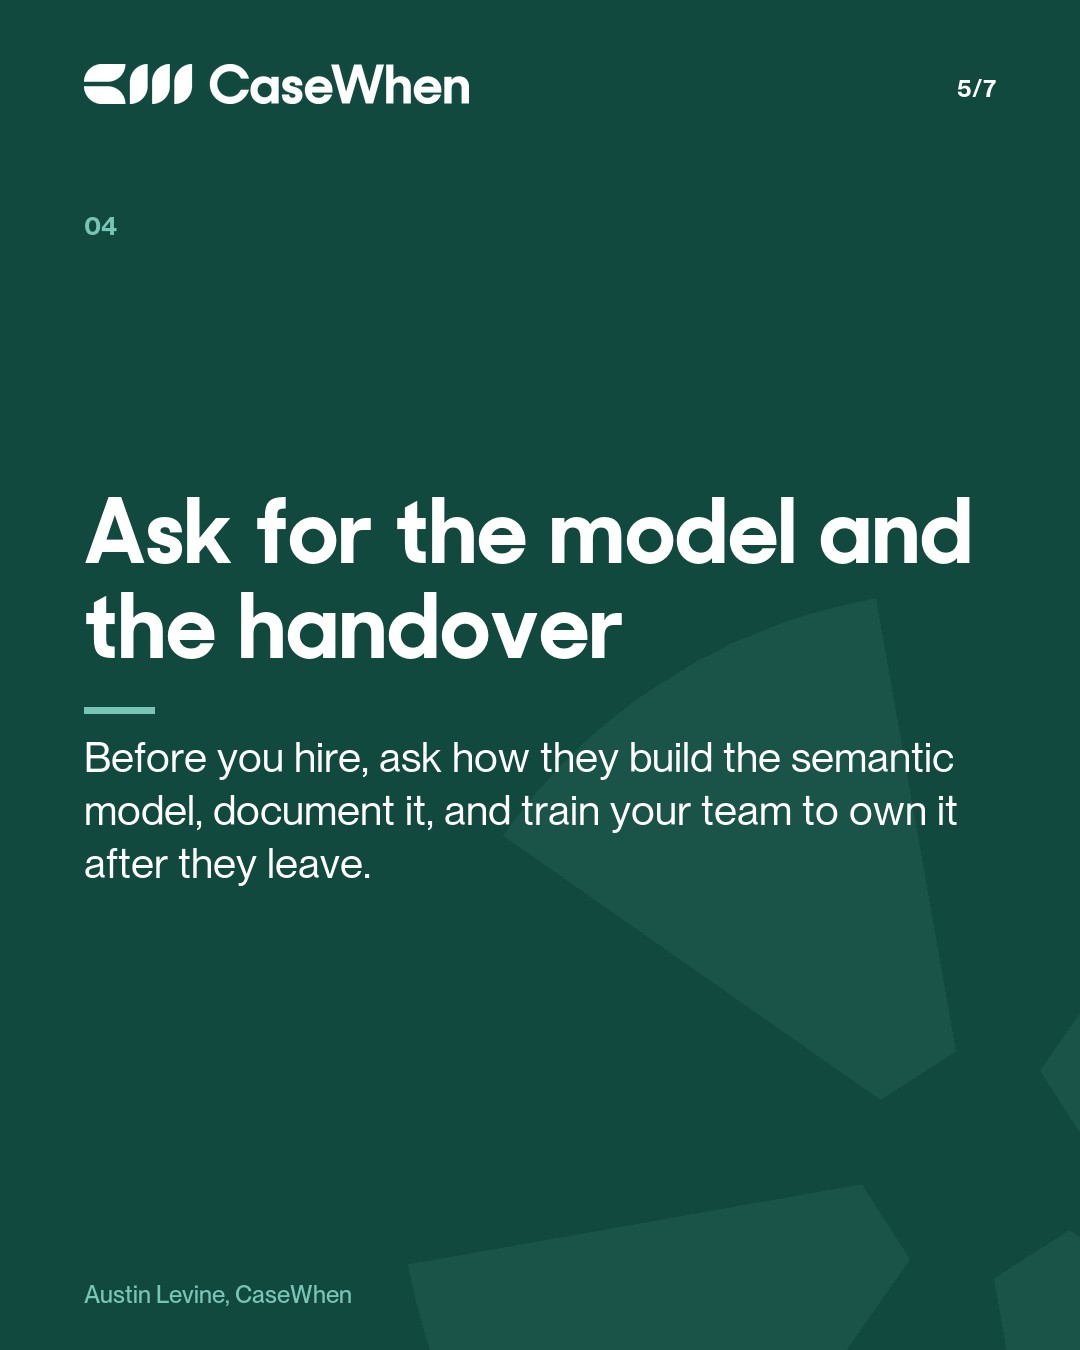 CaseWhen
5/7
04
Ask for the model and
the handover
Before you hire, ask how they build the semantic
model, document it, and train your team to own it
after they leave.
Austin Levine, CaseWhen